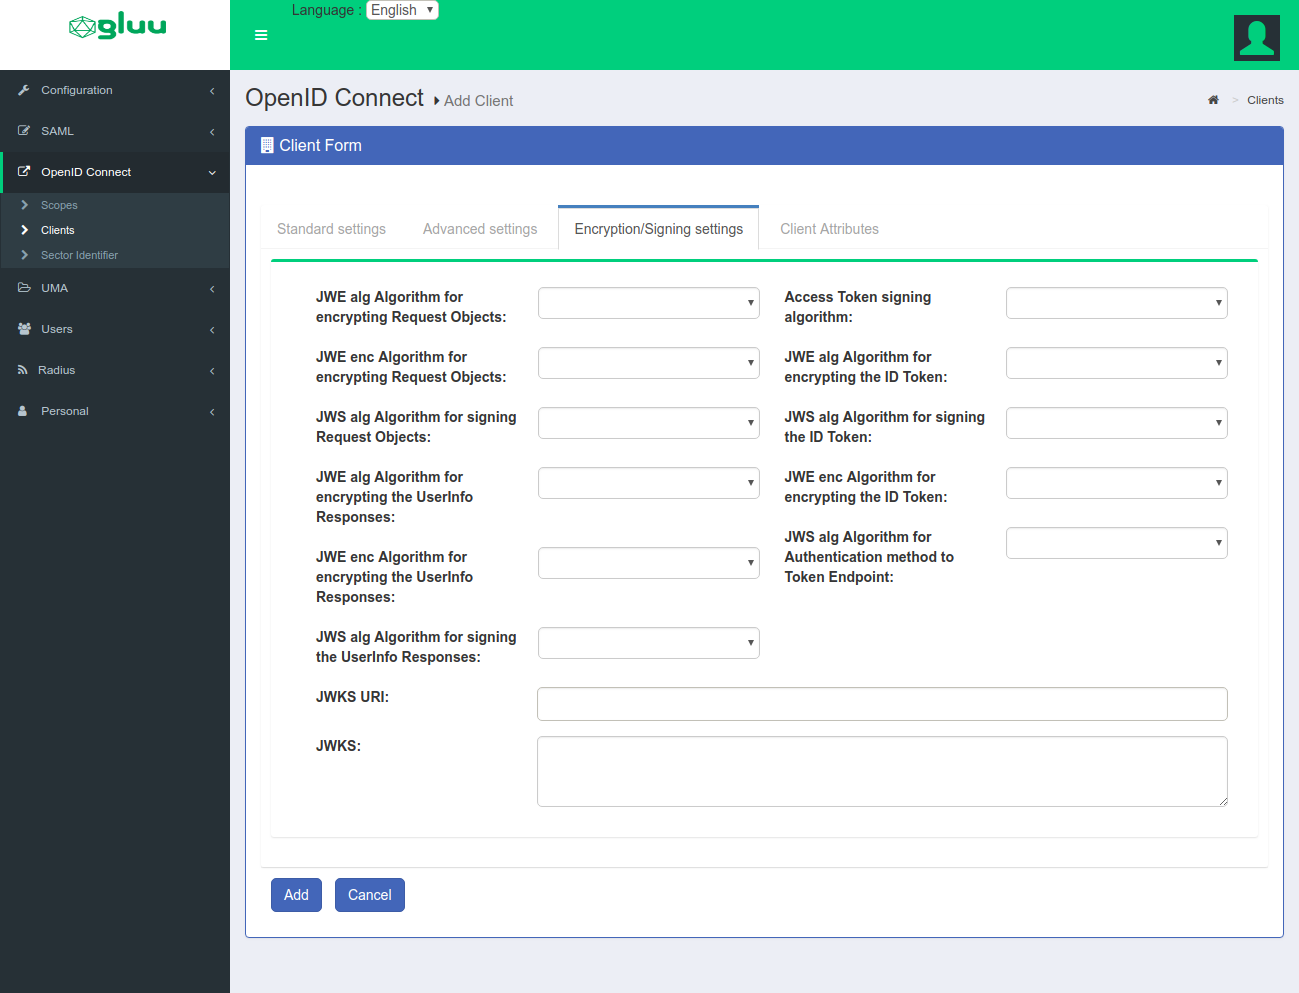 gluu
Language : English
Configuration
SAML
OpenID Connect
Scopes
Clients
Sector Identifier
UMA
Users
Radius
Personal
OpenID Connect Add Client
> Clients
Client Form
Standard settings
Advanced settings
Encryption/Signing settings
Client Attributes
JWE alg Algorithm for
encrypting Request Objects:
JWE enc Algorithm for
encrypting Request Objects:
JWS alg Algorithm for signing
Request Objects:
JWE alg Algorithm for
encrypting the UserInfo
Responses:
JWE enc Algorithm for
encrypting the UserInfo
Responses:
JWS alg Algorithm for signing
the UserInfo Responses:
Access Token signing
algorithm:
JWE alg Algorithm for
encrypting the ID Token:
JWS alg Algorithm for signing
the ID Token:
JWE enc Algorithm for
encrypting the ID Token:
JWS alg Algorithm for
Authentication method to
Token Endpoint:
JWKS URI:
JWKS:
Add
Cancel